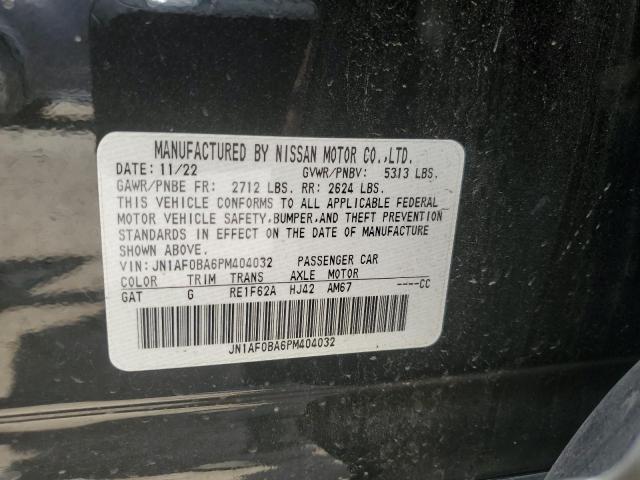 MANUFACTURED BY NISSAN MOTOR CO.,LTD.
DATE: 11/22 GVWR/PNBV: 5313 LBS.
GAWR/PNBE FR: 2712 LBS. RR: 2624 LBS.
THIS VEHICLE CONFORMS TO ALL APPLICABLE FEDERAL
MOTOR VEHICLE SAFETY, BUMPER, AND THEFT PREVENTION
STANDARDS IN EFFECT ON THE DATE OF MANUFACTURE
SHOWN ABOVE.
VIN: JN1AF0BA6PM404032 PASSENGER CAR
COLOR TRIM TRANS AXLE MOTOR
GAT G RE1F62A HJ42 AM67 ----CC
JN1AF0BA6PM404032